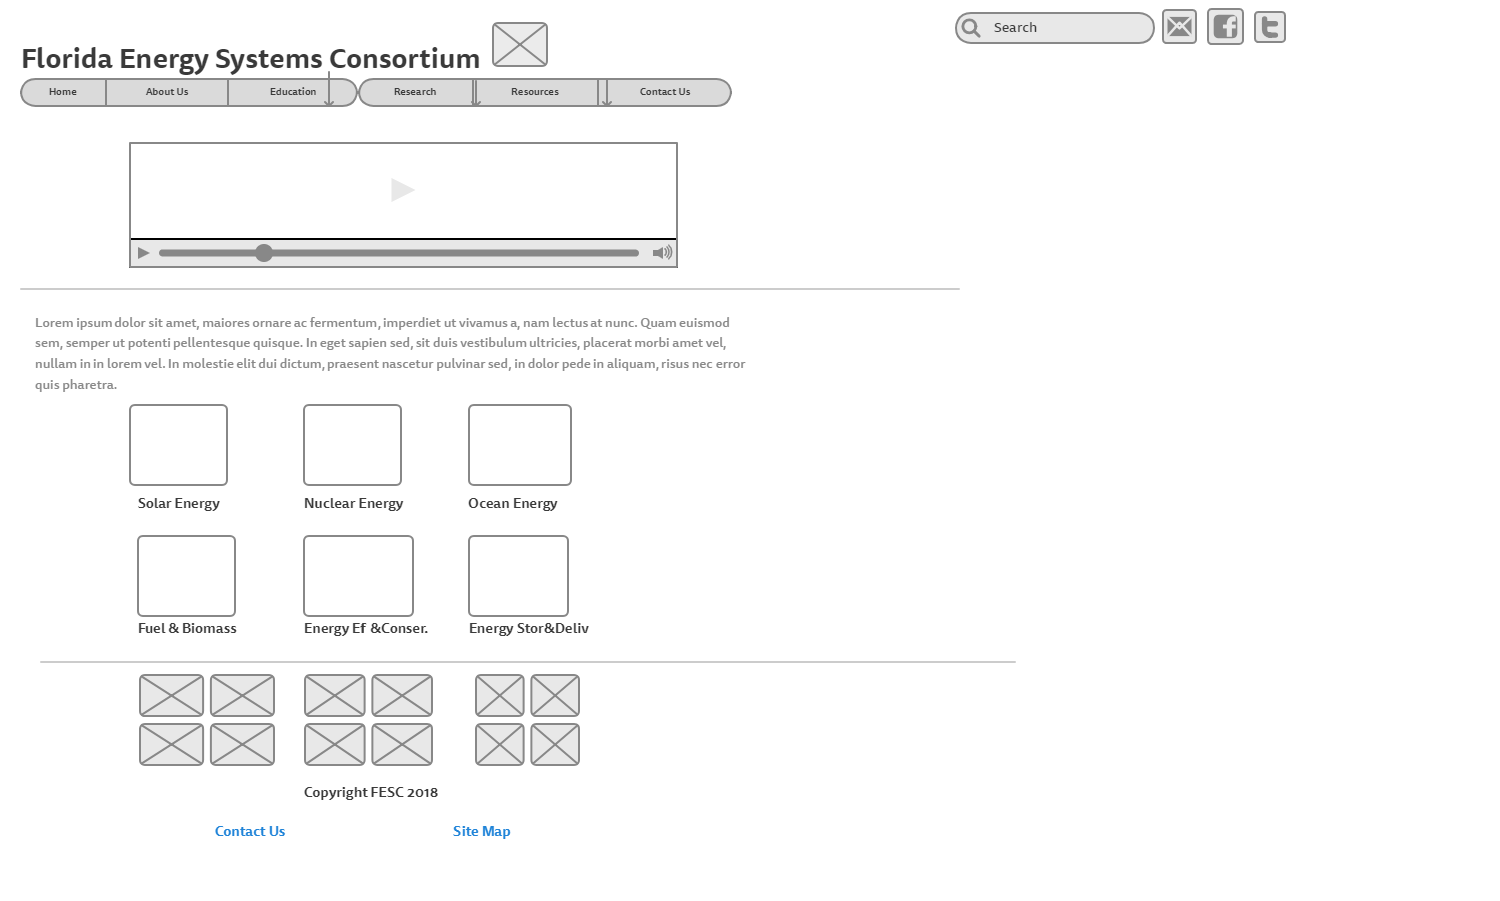 Search
Florida Energy Systems Consortium
Home About Us Education Research Resources Contact Us
Lorem ipsum dolor sit amet, maiores ornare ac fermentum, imperdiet ut vivamus a, nam lectus at nunc. Quam euismod
sem, semper ut potenti pellentesque quisque. In eget sapien sed, sit duis vestibulum ultricies, placerat morbi amet vel,
nullam in in lorem vel. In molestie elit dui dictum, praesent nascetur pulvinar sed, in dolor pede in aliquam, risus nec error
quis pharetra.
Solar Energy Nuclear Energy Ocean Energy
Fuel & Biomass Energy Ef &Conser. Energy Stor&Deliv
Copyright FESC 2018
Contact Us Site Map